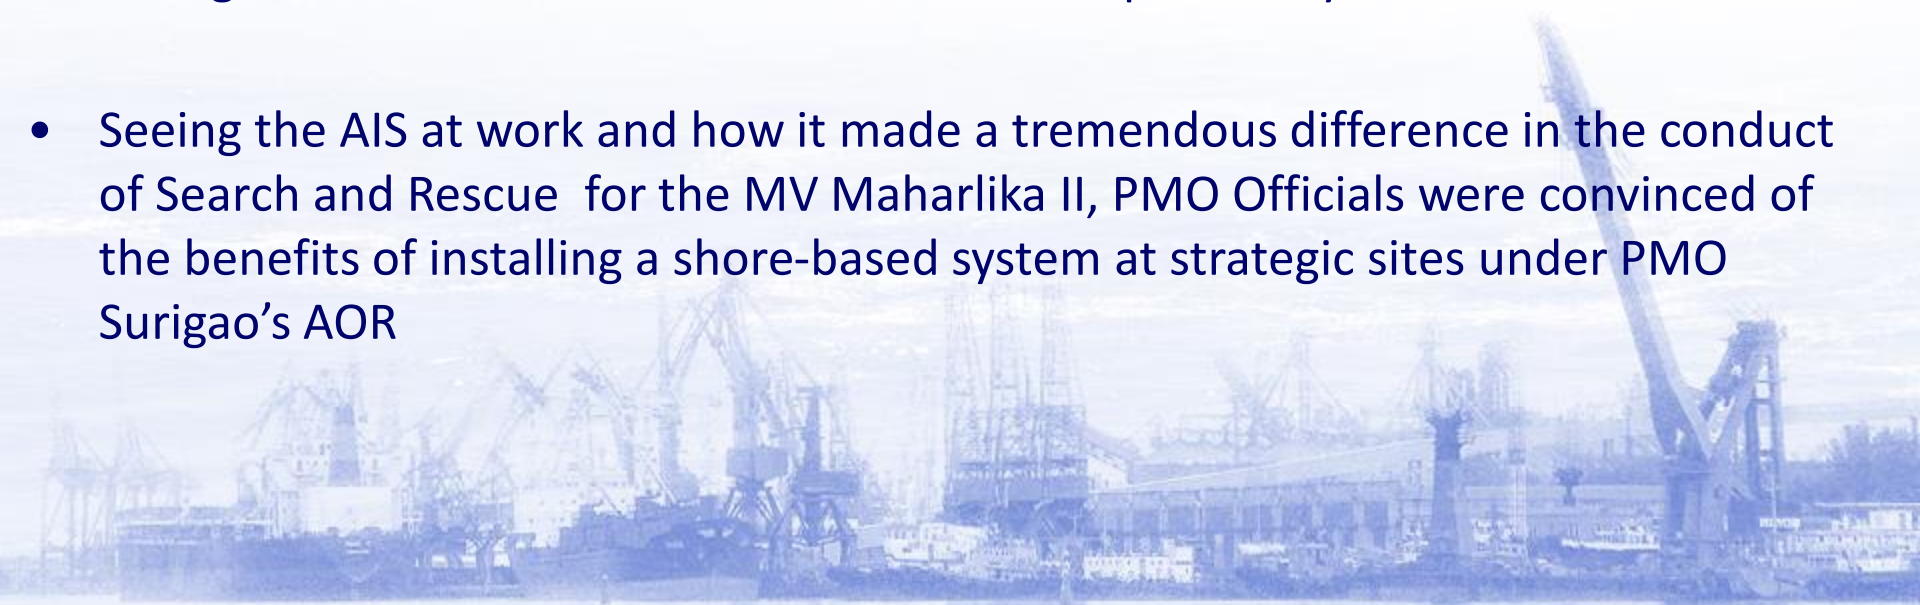 • Seeing the AIS at work and how it made a tremendous difference in the conduct
of Search and Rescue  for the MV Maharlika II, PMO Officials were convinced of
the benefits of installing a shore-based system at strategic sites under PMO
Surigao’s AOR